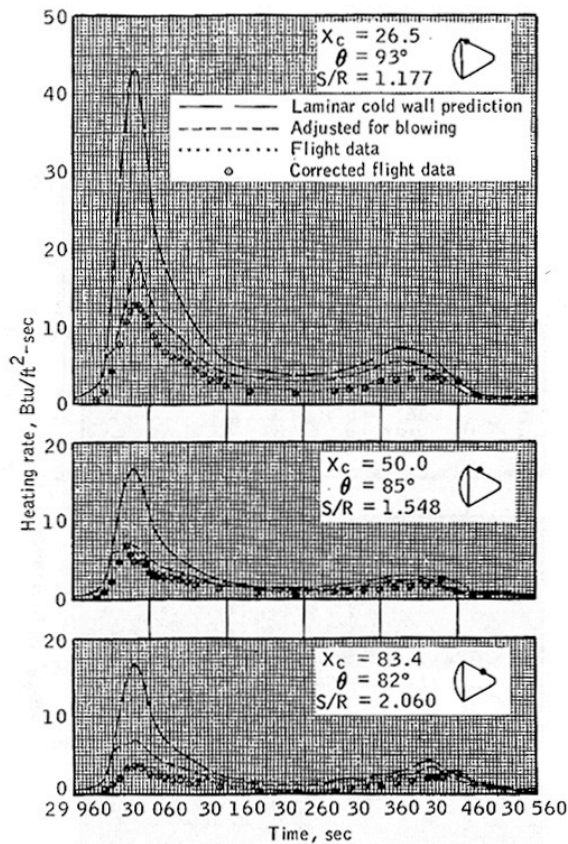 50
40
30
20
10
0
X_c = 26.5
θ = 93°
S/R = 1.177
Laminar cold wall prediction
Adjusted for blowing
Flight data
Corrected flight data
Heating rate, Btu/ft²-sec
20
10
0
X_c = 50.0
θ = 85°
S/R = 1.548
20
10
0
X_c = 83.4
θ = 82°
S/R = 2.060
29 960 30 060 30 160 30 260 30 360 30 460 30 560
Time, sec